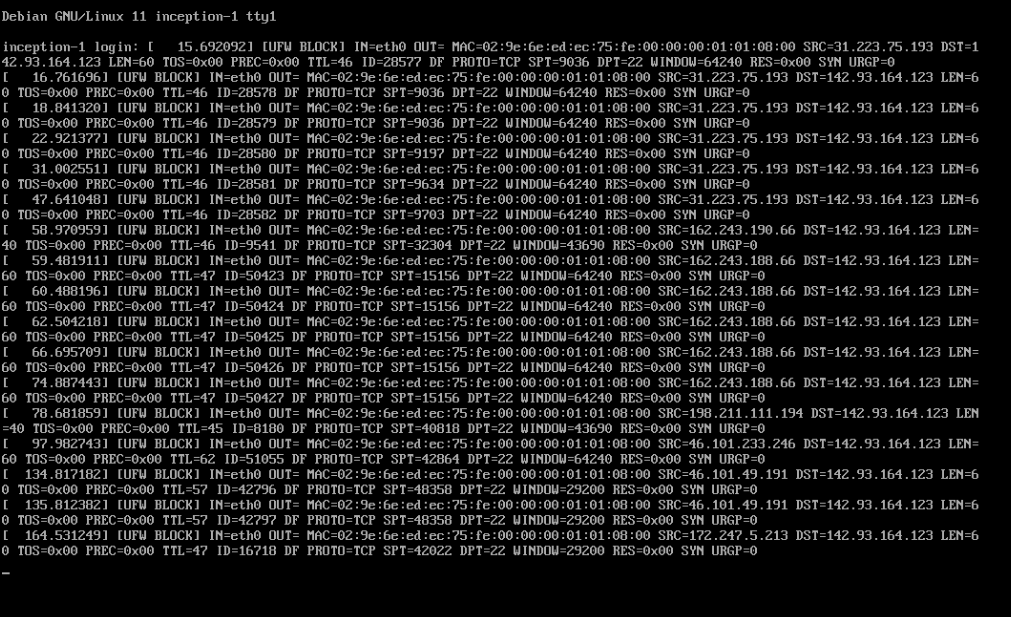 Debian GNU/Linux 11 inception-1 tty1
inception-1 login: [   15.692092] [UFW BLOCK] IN=eth0 OUT= MAC=02:9e:6e:ed:ec:75:fe:00:00:00:01:01:08:00 SRC=31.223.75.193 DST=1
42.93.164.123 LEN=60 TOS=0x00 PREC=0x00 TTL=46 ID=28577 DF PROTO=TCP SPT=9036 DPT=22 WINDOW=64240 RES=0x00 SYN URGP=0
[   16.761696] [UFW BLOCK] IN=eth0 OUT= MAC=02:9e:6e:ed:ec:75:fe:00:00:00:01:01:08:00 SRC=31.223.75.193 DST=142.93.164.123 LEN=6
0 TOS=0x00 PREC=0x00 TTL=46 ID=28578 DF PROTO=TCP SPT=9036 DPT=22 WINDOW=64240 RES=0x00 SYN URGP=0
[   18.841320] [UFW BLOCK] IN=eth0 OUT= MAC=02:9e:6e:ed:ec:75:fe:00:00:00:01:01:08:00 SRC=31.223.75.193 DST=142.93.164.123 LEN=6
0 TOS=0x00 PREC=0x00 TTL=46 ID=28579 DF PROTO=TCP SPT=9036 DPT=22 WINDOW=64240 RES=0x00 SYN URGP=0
[   22.921377] [UFW BLOCK] IN=eth0 OUT= MAC=02:9e:6e:ed:ec:75:fe:00:00:00:01:01:08:00 SRC=31.223.75.193 DST=142.93.164.123 LEN=6
0 TOS=0x00 PREC=0x00 TTL=46 ID=28580 DF PROTO=TCP SPT=9197 DPT=22 WINDOW=64240 RES=0x00 SYN URGP=0
[   31.002551] [UFW BLOCK] IN=eth0 OUT= MAC=02:9e:6e:ed:ec:75:fe:00:00:00:01:01:08:00 SRC=31.223.75.193 DST=142.93.164.123 LEN=6
0 TOS=0x00 PREC=0x00 TTL=46 ID=28581 DF PROTO=TCP SPT=9634 DPT=22 WINDOW=64240 RES=0x00 SYN URGP=0
[   47.641048] [UFW BLOCK] IN=eth0 OUT= MAC=02:9e:6e:ed:ec:75:fe:00:00:00:01:01:08:00 SRC=31.223.75.193 DST=142.93.164.123 LEN=6
0 TOS=0x00 PREC=0x00 TTL=46 ID=28582 DF PROTO=TCP SPT=9703 DPT=22 WINDOW=64240 RES=0x00 SYN URGP=0
[   58.970959] [UFW BLOCK] IN=eth0 OUT= MAC=02:9e:6e:ed:ec:75:fe:00:00:00:01:01:08:00 SRC=162.243.190.66 DST=142.93.164.123 LEN=
40 TOS=0x00 PREC=0x00 TTL=46 ID=9541 DF PROTO=TCP SPT=32304 DPT=22 WINDOW=43690 RES=0x00 SYN URGP=0
[   59.481911] [UFW BLOCK] IN=eth0 OUT= MAC=02:9e:6e:ed:ec:75:fe:00:00:00:01:01:08:00 SRC=162.243.188.66 DST=142.93.164.123 LEN=
60 TOS=0x00 PREC=0x00 TTL=47 ID=50423 DF PROTO=TCP SPT=15156 DPT=22 WINDOW=64240 RES=0x00 SYN URGP=0
[   60.488196] [UFW BLOCK] IN=eth0 OUT= MAC=02:9e:6e:ed:ec:75:fe:00:00:00:01:01:08:00 SRC=162.243.188.66 DST=142.93.164.123 LEN=
60 TOS=0x00 PREC=0x00 TTL=47 ID=50424 DF PROTO=TCP SPT=15156 DPT=22 WINDOW=64240 RES=0x00 SYN URGP=0
[   62.504218] [UFW BLOCK] IN=eth0 OUT= MAC=02:9e:6e:ed:ec:75:fe:00:00:00:01:01:08:00 SRC=162.243.188.66 DST=142.93.164.123 LEN=
60 TOS=0x00 PREC=0x00 TTL=47 ID=50425 DF PROTO=TCP SPT=15156 DPT=22 WINDOW=64240 RES=0x00 SYN URGP=0
[   66.695709] [UFW BLOCK] IN=eth0 OUT= MAC=02:9e:6e:ed:ec:75:fe:00:00:00:01:01:08:00 SRC=162.243.188.66 DST=142.93.164.123 LEN=
60 TOS=0x00 PREC=0x00 TTL=47 ID=50426 DF PROTO=TCP SPT=15156 DPT=22 WINDOW=64240 RES=0x00 SYN URGP=0
[   74.887443] [UFW BLOCK] IN=eth0 OUT= MAC=02:9e:6e:ed:ec:75:fe:00:00:00:01:01:08:00 SRC=162.243.188.66 DST=142.93.164.123 LEN=
60 TOS=0x00 PREC=0x00 TTL=47 ID=50427 DF PROTO=TCP SPT=15156 DPT=22 WINDOW=64240 RES=0x00 SYN URGP=0
[   78.681859] [UFW BLOCK] IN=eth0 OUT= MAC=02:9e:6e:ed:ec:75:fe:00:00:00:01:01:08:00 SRC=198.211.111.194 DST=142.93.164.123 LEN
=40 TOS=0x00 PREC=0x00 TTL=45 ID=8180 DF PROTO=TCP SPT=40818 DPT=22 WINDOW=43690 RES=0x00 SYN URGP=0
[   97.982743] [UFW BLOCK] IN=eth0 OUT= MAC=02:9e:6e:ed:ec:75:fe:00:00:00:01:01:08:00 SRC=46.101.233.246 DST=142.93.164.123 LEN=
60 TOS=0x00 PREC=0x00 TTL=62 ID=51055 DF PROTO=TCP SPT=42864 DPT=22 WINDOW=64240 RES=0x00 SYN URGP=0
[  134.817182] [UFW BLOCK] IN=eth0 OUT= MAC=02:9e:6e:ed:ec:75:fe:00:00:00:01:01:08:00 SRC=46.101.49.191 DST=142.93.164.123 LEN=6
0 TOS=0x00 PREC=0x00 TTL=57 ID=42796 DF PROTO=TCP SPT=48358 DPT=22 WINDOW=29200 RES=0x00 SYN URGP=0
[  135.812382] [UFW BLOCK] IN=eth0 OUT= MAC=02:9e:6e:ed:ec:75:fe:00:00:00:01:01:08:00 SRC=46.101.49.191 DST=142.93.164.123 LEN=6
0 TOS=0x00 PREC=0x00 TTL=57 ID=42797 DF PROTO=TCP SPT=48358 DPT=22 WINDOW=29200 RES=0x00 SYN URGP=0
[  164.531249] [UFW BLOCK] IN=eth0 OUT= MAC=02:9e:6e:ed:ec:75:fe:00:00:00:01:01:08:00 SRC=172.247.5.213 DST=142.93.164.123 LEN=6
0 TOS=0x00 PREC=0x00 TTL=47 ID=16718 DF PROTO=TCP SPT=42022 DPT=22 WINDOW=29200 RES=0x00 SYN URGP=0